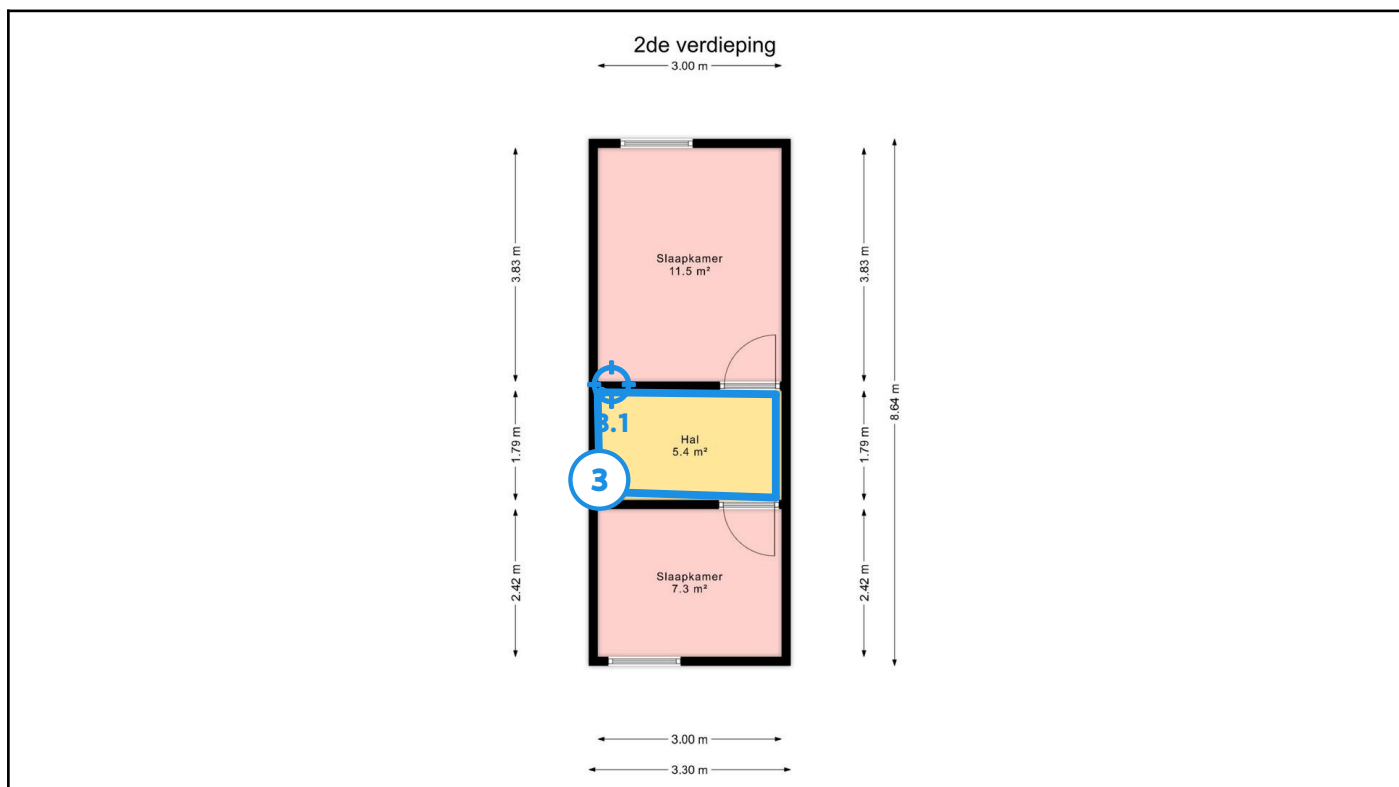 2de verdieping
3.00 m
3.83 m
3.83 m
Slaapkamer
11.5 m²
8.64 m
1.79 m
1.79 m
3.1
Hal
5.4 m²
3
2.42 m
2.42 m
Slaapkamer
7.3 m²
3.00 m
3.30 m